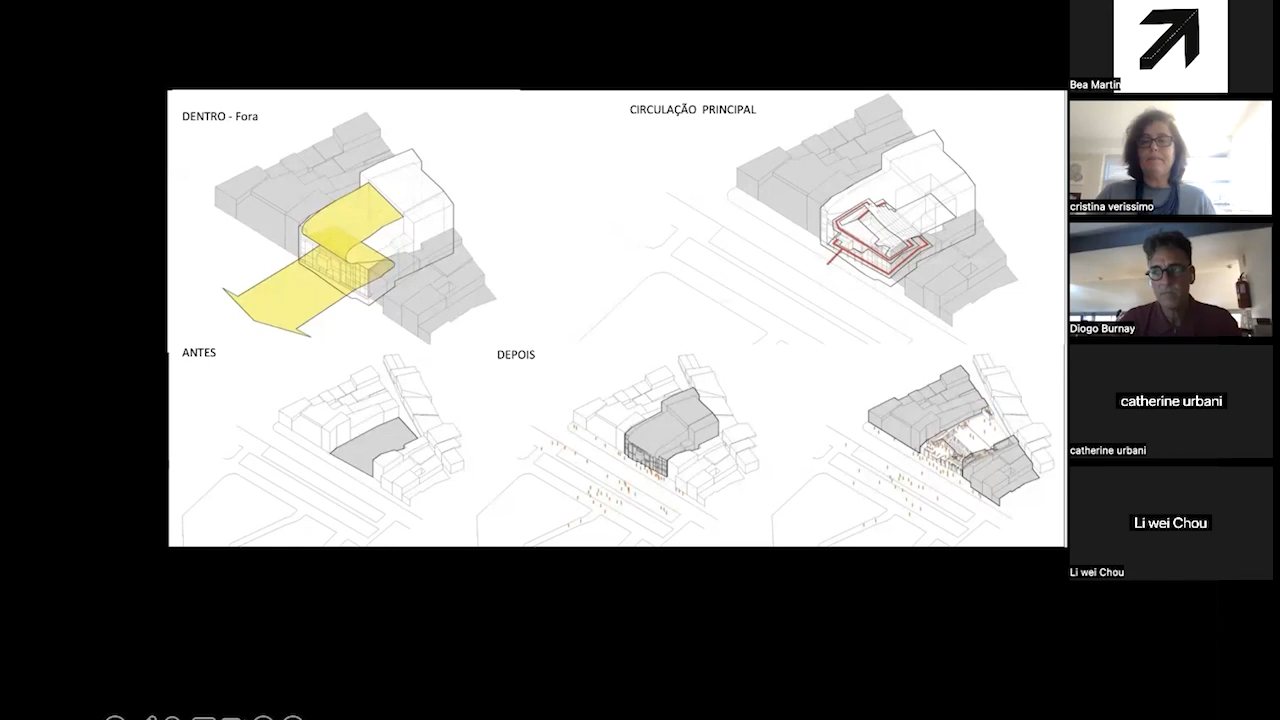 DENTRO - Fora
CIRCULAÇÃO PRINCIPAL
ANTES
DEPOIS
Bea Martin
cristina verissimo
Diogo Burnay
catherine urbani
catherine urbani
Li wei Chou
Li wei Chou